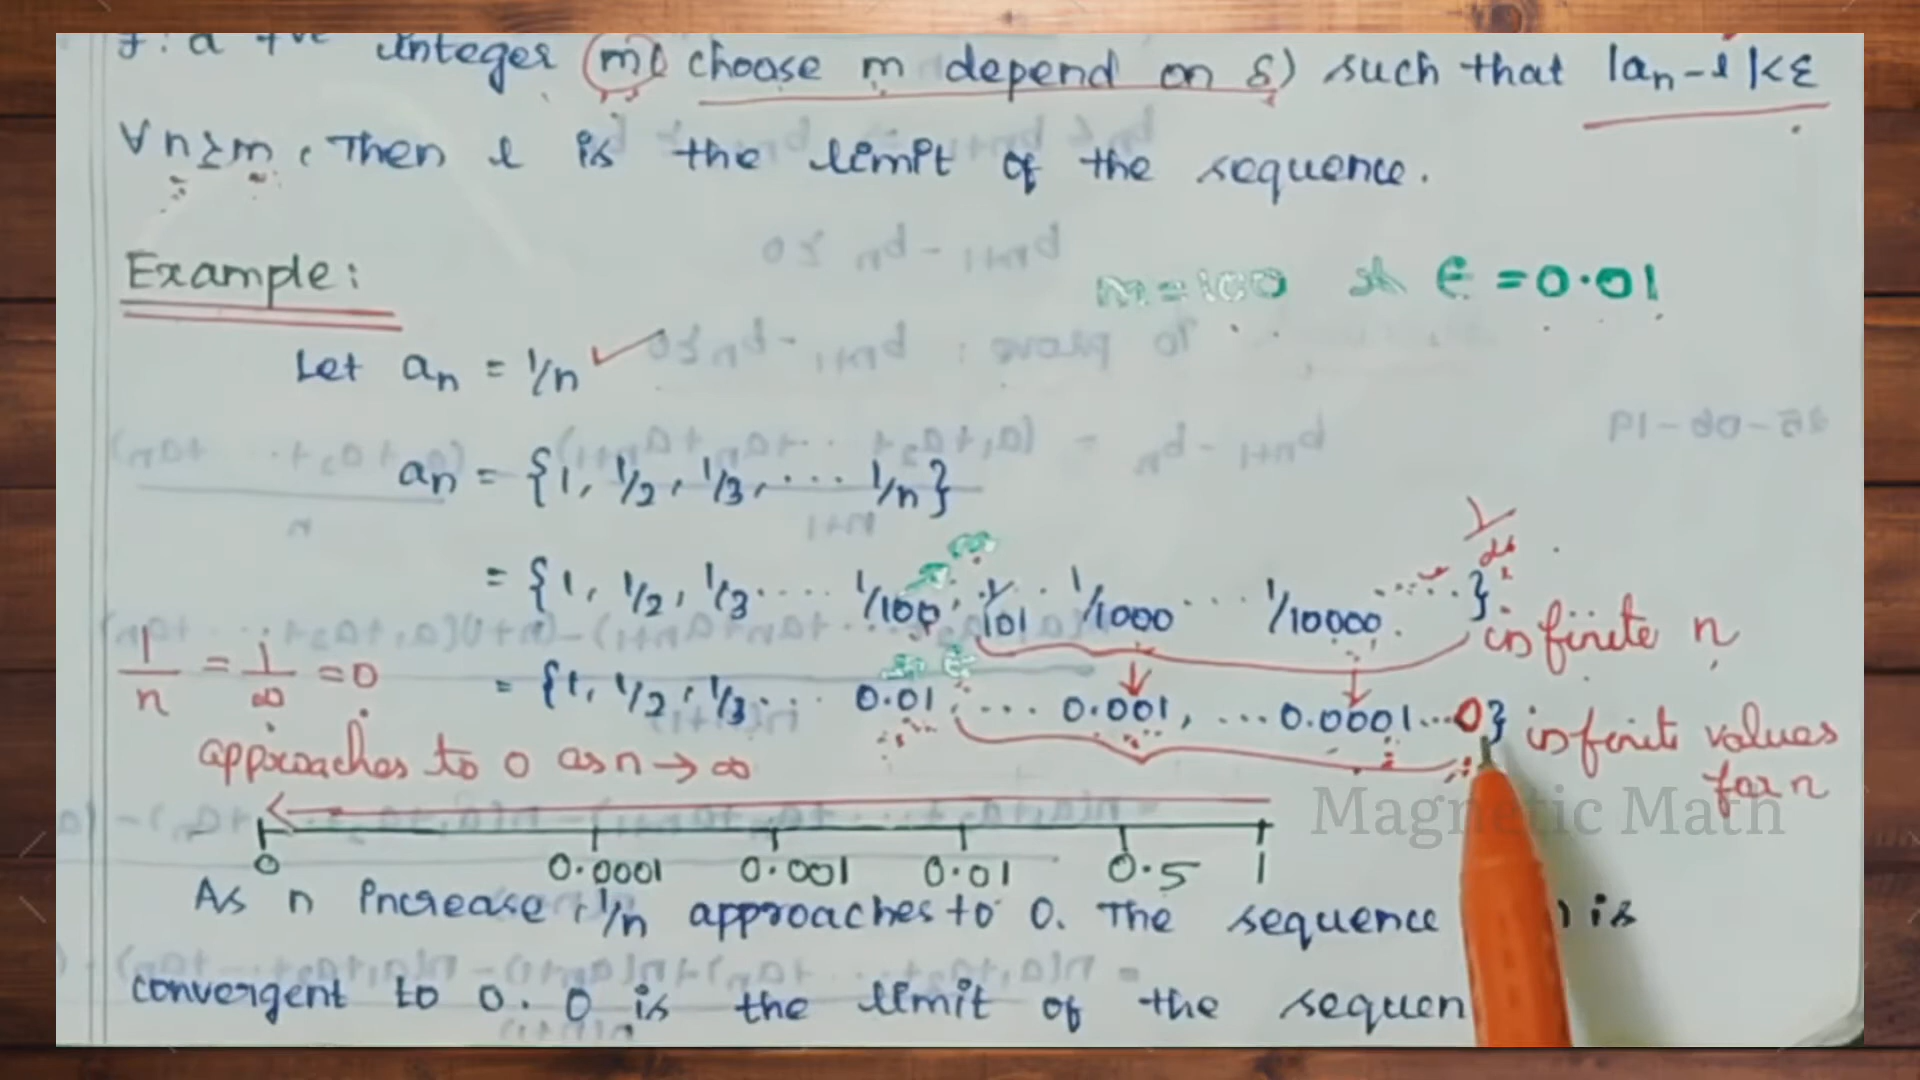 a +ve integer (m( choose m depend on ε) such that |an - l| < ε
∀ n ≥ m, Then l is the limit of the sequence.
Example:
m = 100 ε = 0.01
Let an = 1/n
an = {1, 1/2, 1/3, .... 1/n}
= {1, 1/2, 1/3 .... 1/100, 1/101 .. 1/1000 ... 1/10000 ........ }
infinite n
1/n = 1/∞ = 0
= {1, 1/2, 1/3 ... 0.01, .... 0.001, ... 0.0001 ... 0}
infinite values for n
approaches to 0 as n → ∞
Magnetic Math
0 0.0001 0.001 0.01 0.5 1
As n increase, 1/n approaches to 0. The sequence ) is
convergent to 0. 0 is the limit of the sequen